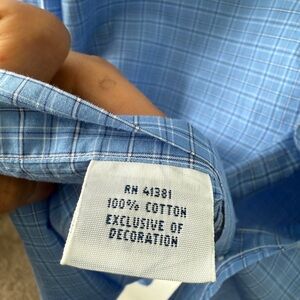 RN 41381
100% COTTON
EXCLUSIVE OF
DECORATION